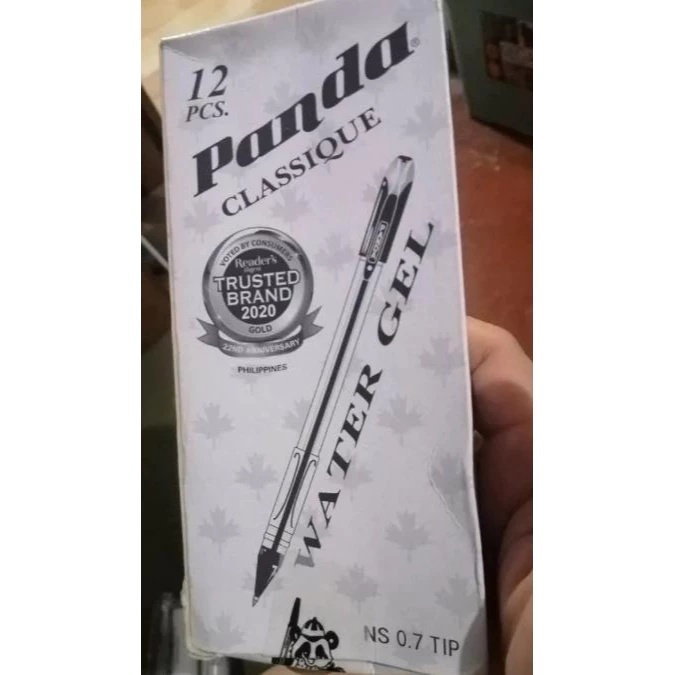 12
PCS.
Panda®
CLASSIQUE
VOTED BY CONSUMERS
Reader's
digest
TRUSTED
BRAND
2020
GOLD
22ND ANNIVERSARY
PHILIPPINES
WATER GEL
NS 0.7 TIP